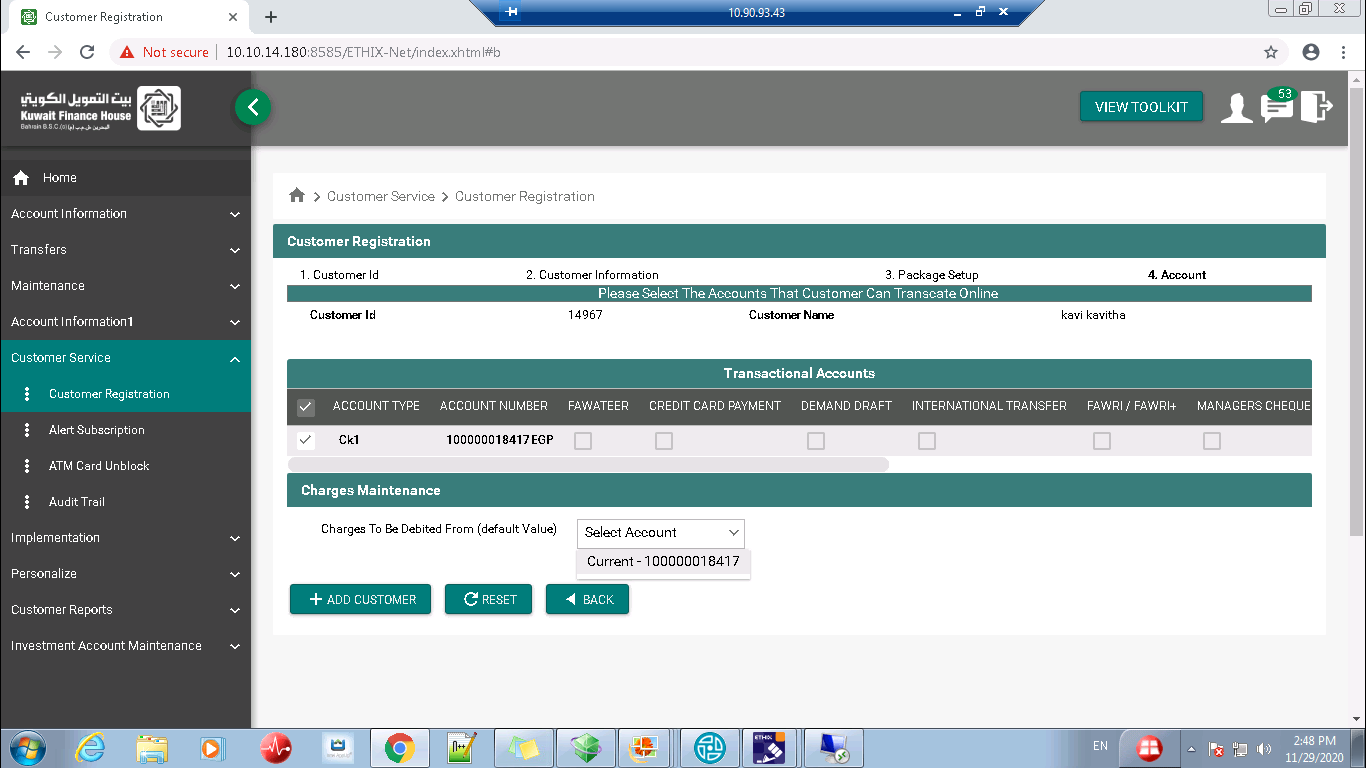 Customer Registration
10.90.93.43
Not secure | 10.10.14.180:8585/ETHIX-Net/index.xhtml#b
بيت التمويل الكويتي
Kuwait Finance House
VIEW TOOLKIT
53
Home
Account Information
Transfers
Maintenance
Account Information1
Customer Service
Customer Registration
Alert Subscription
ATM Card Unblock
Audit Trail
Implementation
Personalize
Customer Reports
Investment Account Maintenance
Customer Service > Customer Registration
Customer Registration
1. Customer Id 2. Customer Information 3. Package Setup 4. Account
Please Select The Accounts That Customer Can Transcate Online
Customer Id 14967 Customer Name kavi kavitha
Transactional Accounts
ACCOUNT TYPE ACCOUNT NUMBER FAWATEER CREDIT CARD PAYMENT DEMAND DRAFT INTERNATIONAL TRANSFER FAWRI / FAWRI+ MANAGERS CHEQUE
Ck1 100000018417 EGP
Charges Maintenance
Charges To Be Debited From (default Value) Select Account
Current - 100000018417
ADD CUSTOMER RESET BACK
EN
2:48 PM
11/29/2020